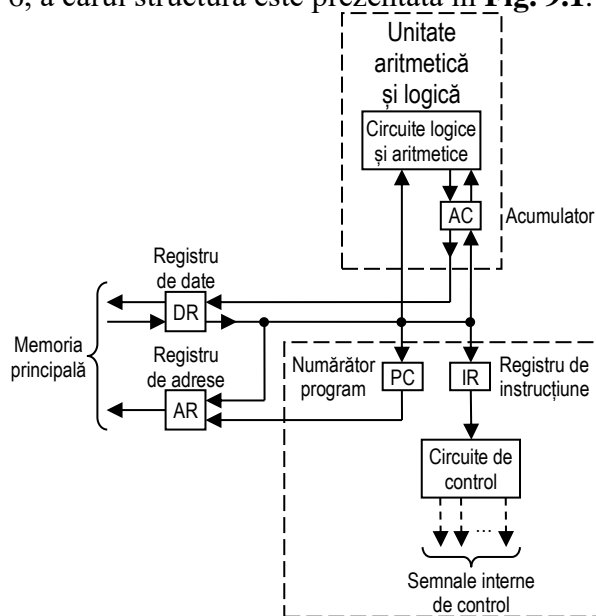 6, a cărui structură este prezentată în Fig. 9.1.
Unitate
aritmetică
și logică
Circuite logice
și aritmetice
AC
Acumulator
Registru
de date
DR
Memoria
principală
Registru
de adrese
AR
Numărător
program
PC
IR
Registru de
instrucțiune
Circuite de
control
...
Semnale interne
de control